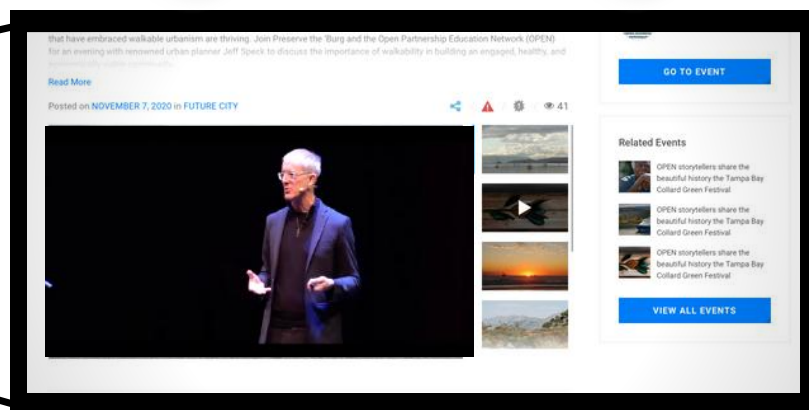 that have embraced walkable urbanism are thriving. Join Preserve the 'Burg and the Open Partnership Education Network (OPEN)
for an evening with renowned urban planner Jeff Speck to discuss the importance of walkability in building an engaged, healthy, and
Read More
Posted on NOVEMBER 7, 2020 in FUTURE CITY
41
GO TO EVENT
Related Events
OPEN storytellers share the
beautiful history the Tampa Bay
Collard Green Festival
OPEN storytellers share the
beautiful history the Tampa Bay
Collard Green Festival
OPEN storytellers share the
beautiful history the Tampa Bay
Collard Green Festival
VIEW ALL EVENTS